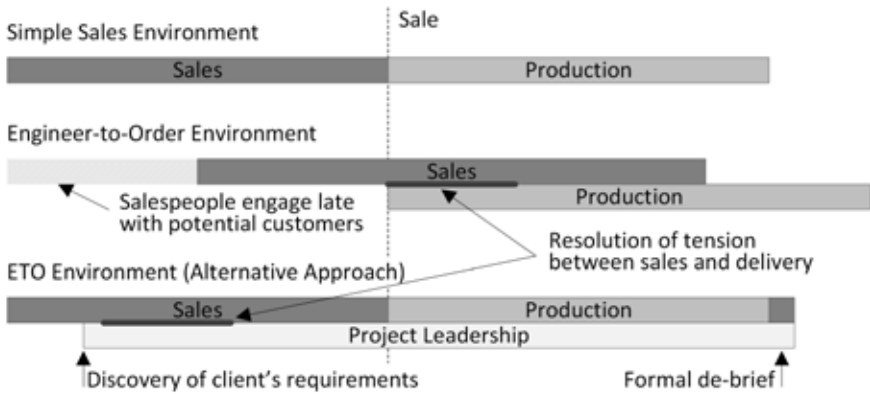 Sale
Simple Sales Environment
Sales
Production
Engineer-to-Order Environment
Sales
Production
Salespeople engage late
with potential customers
Resolution of tension
between sales and delivery
ETO Environment (Alternative Approach)
Sales
Production
Project Leadership
Discovery of client's requirements
Formal de-brief